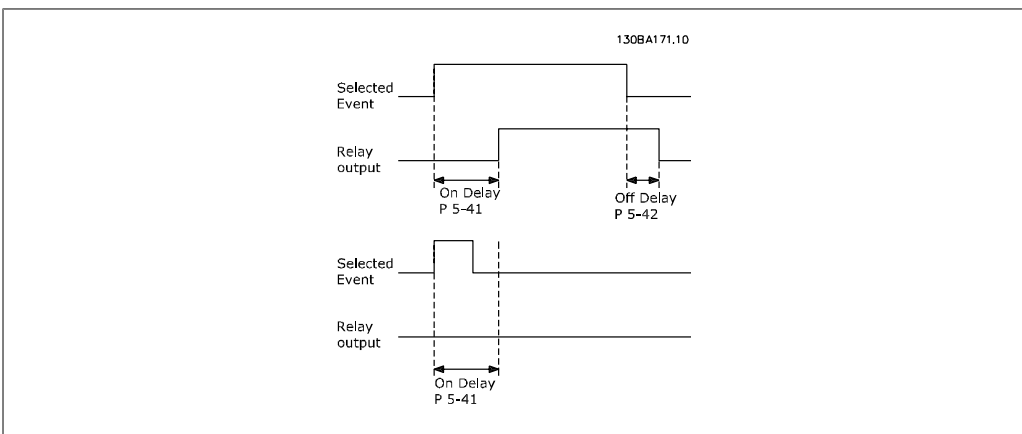 130BA171.10
Selected
Event
Relay
output
On Delay
P 5-41
Off Delay
P 5-42
Selected
Event
Relay
output
On Delay
P 5-41